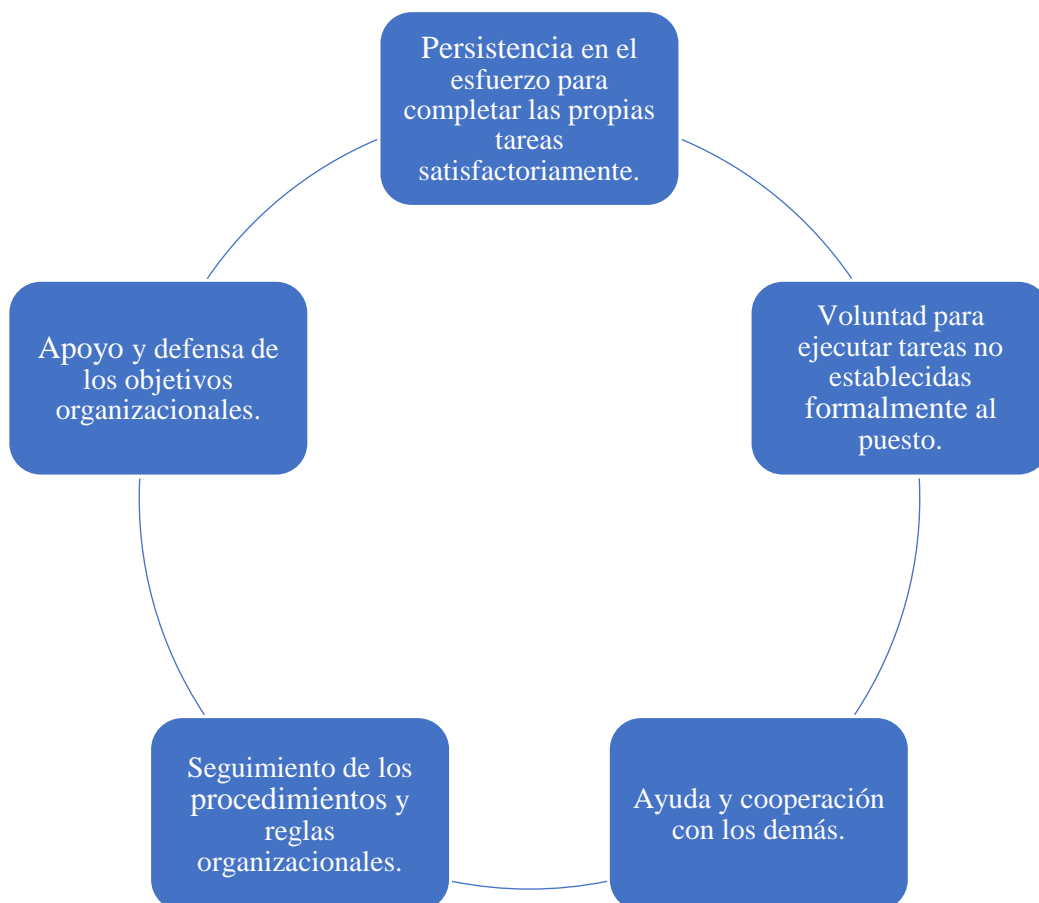 Persistencia en el
esfuerzo para
completar las propias
tareas
satisfactoriamente.
Voluntad para
ejecutar tareas no
establecidas
formalmente al
puesto.
Ayuda y cooperación
con los demás.
Seguimiento de los
procedimientos y
reglas
organizacionales.
Apoyo y defensa de
los objetivos
organizacionales.